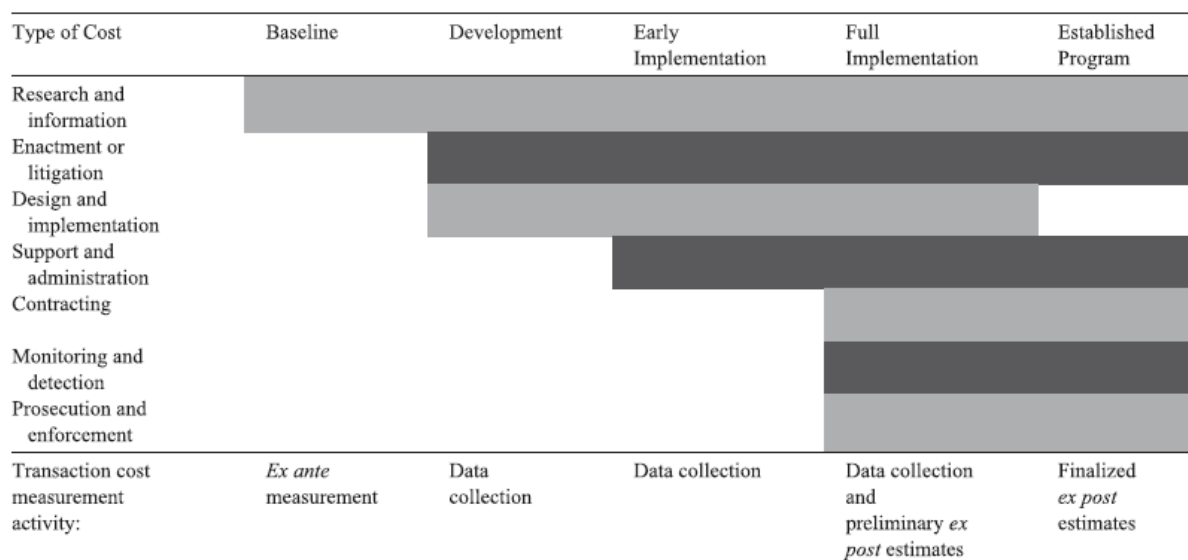 Type of Cost Baseline Development Early Implementation Full Implementation Established Program
Research and
information
Enactment or
litigation
Design and
implementation
Support and
administration
Contracting
Monitoring and
detection
Prosecution and
enforcement
Transaction cost measurement activity: Ex ante measurement Data collection Data collection Data collection and preliminary ex post estimates Finalized ex post estimates